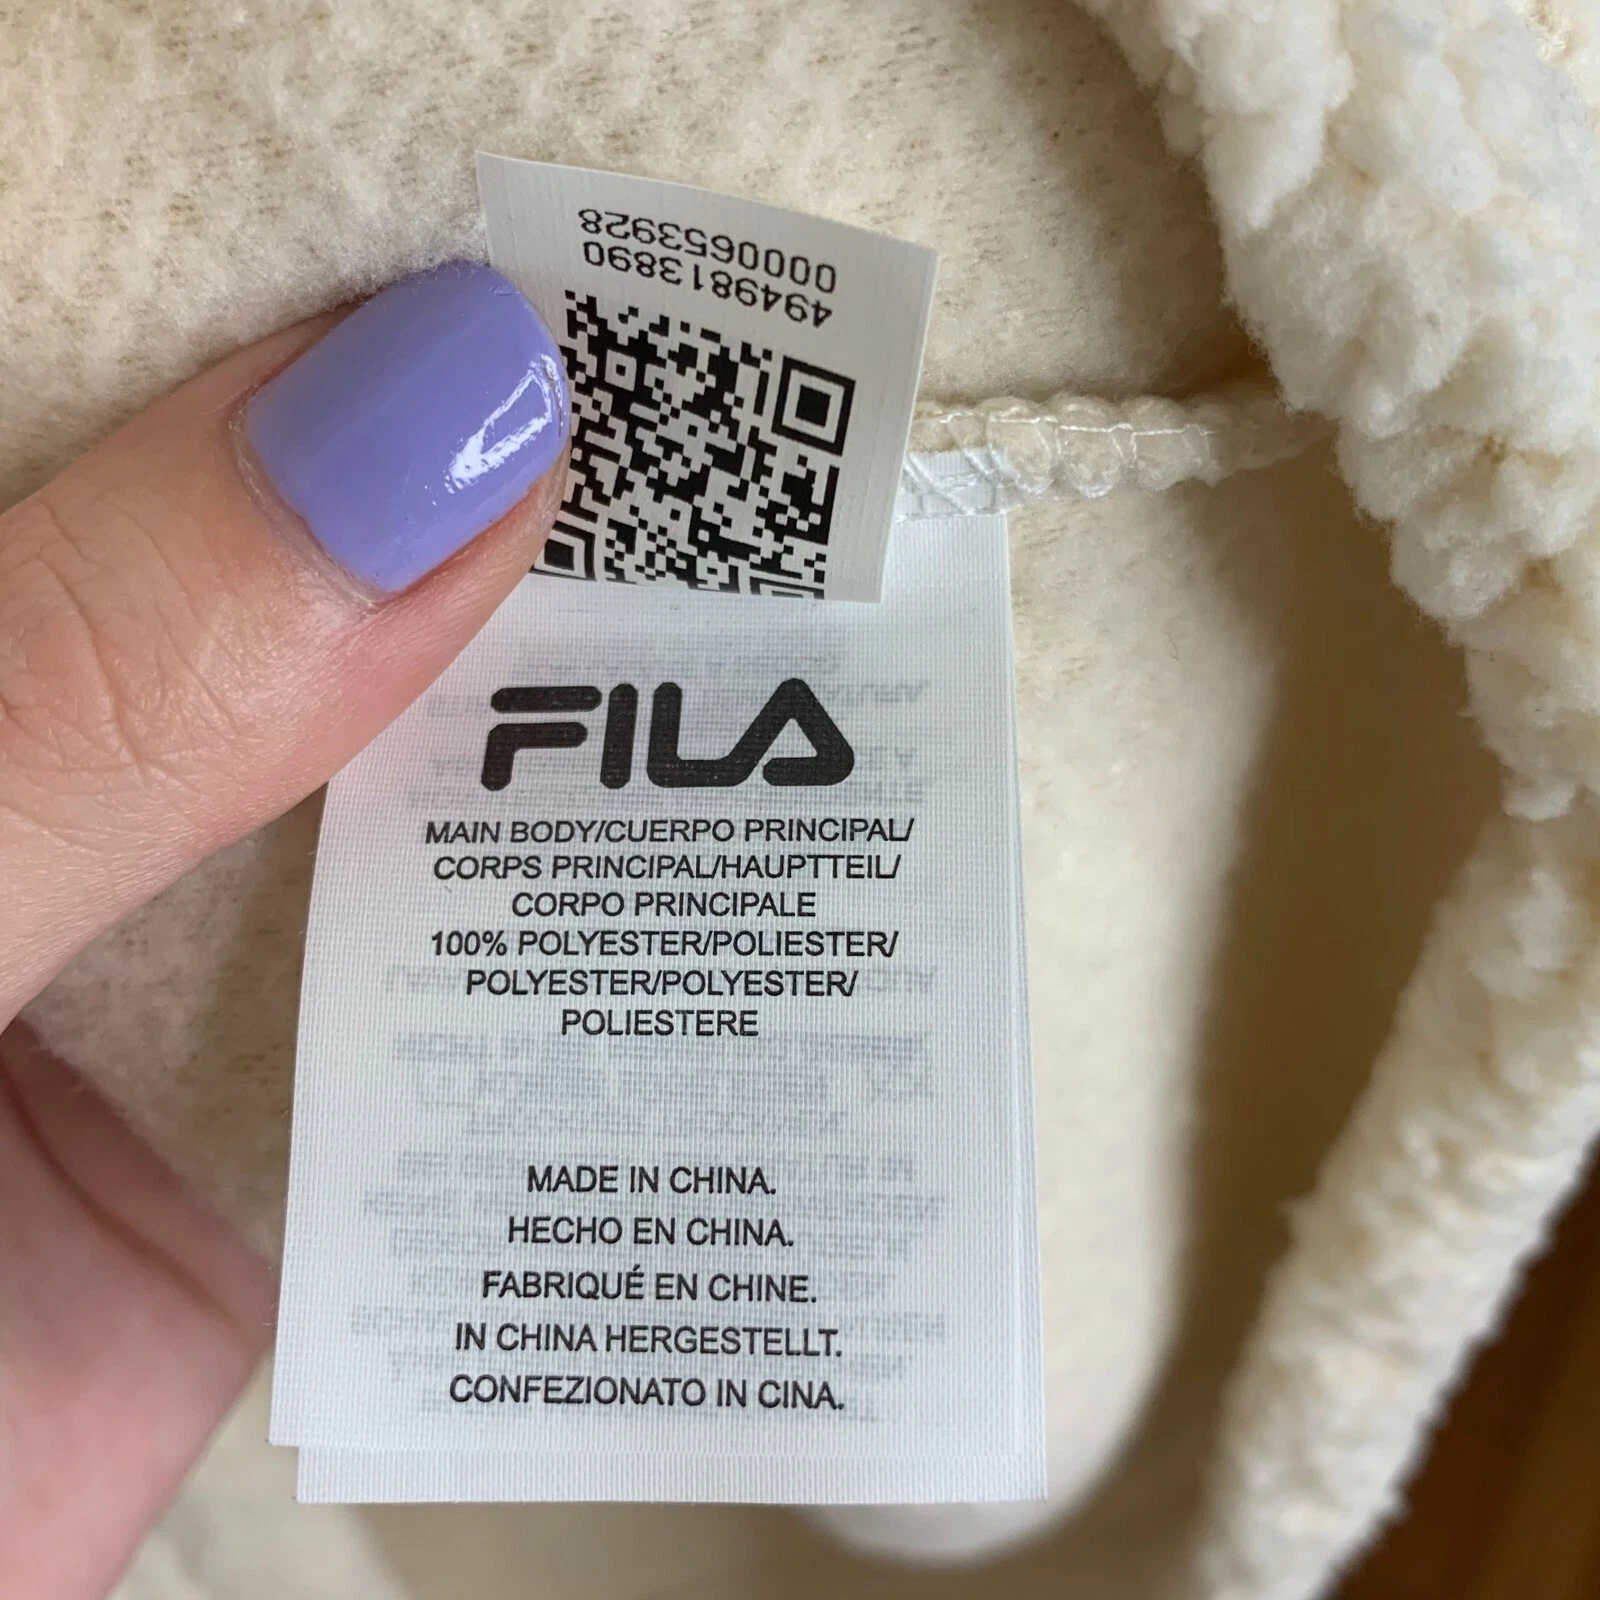 4949813890
0000653928
FILA
MAIN BODY/CUERPO PRINCIPAL/
CORPS PRINCIPAL/HAUPTTEIL/
CORPO PRINCIPALE
100% POLYESTER/POLIESTER/
POLYESTER/POLYESTER/
POLIESTERE
MADE IN CHINA.
HECHO EN CHINA.
FABRIQUÉ EN CHINE.
IN CHINA HERGESTELLT.
CONFEZIONATO IN CINA.